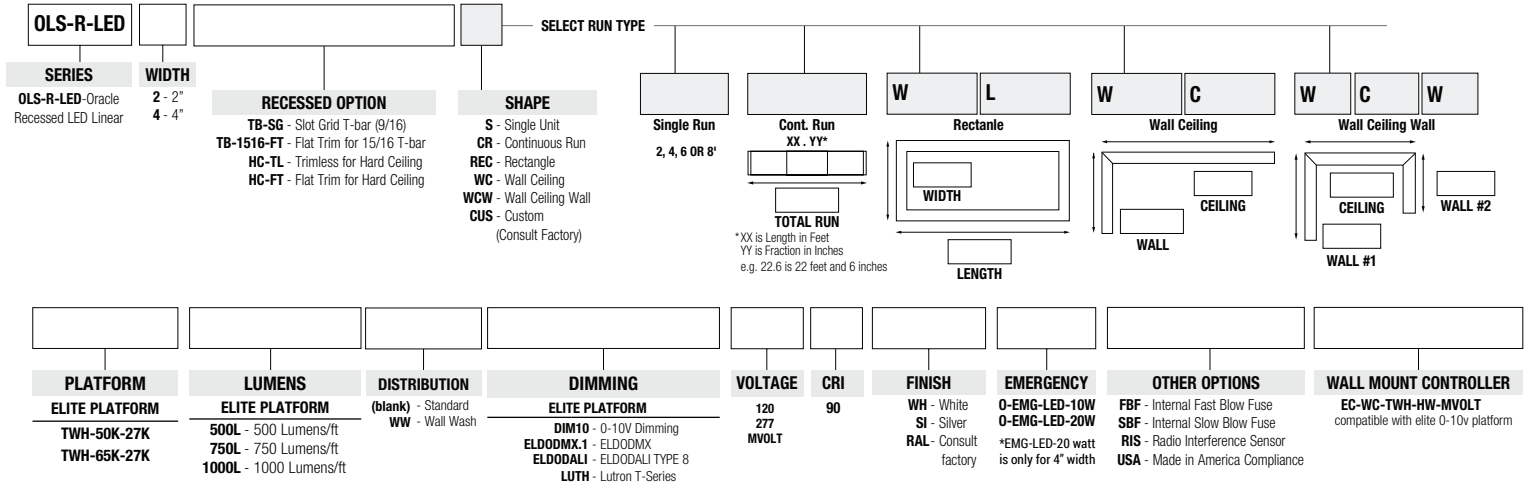 OLS-R-LED
SELECT RUN TYPE
SERIES
OLS-R-LED-Oracle
Recessed LED Linear
WIDTH
2 - 2"
4 - 4"
RECESSED OPTION
TB-SG - Slot Grid T-bar (9/16)
TB-1516-FT - Flat Trim for 15/16 T-bar
HC-TL - Trimless for Hard Ceiling
HC-FT - Flat Trim for Hard Ceiling
SHAPE
S - Single Unit
CR - Continuous Run
REC - Rectangle
WC - Wall Ceiling
WCW - Wall Ceiling Wall
CUS - Custom
(Consult Factory)
Single Run
2, 4, 6 OR 8'
Cont. Run
XX . YY*
TOTAL RUN
*XX is Length in Feet
YY is Fraction in Inches
e.g. 22.6 is 22 feet and 6 inches
W L
Rectanle
WIDTH
LENGTH
W C
Wall Ceiling
CEILING
WALL
W C W
Wall Ceiling Wall
CEILING
WALL #2
WALL #1
PLATFORM
ELITE PLATFORM
TWH-50K-27K
TWH-65K-27K
LUMENS
ELITE PLATFORM
500L - 500 Lumens/ft
750L - 750 Lumens/ft
1000L - 1000 Lumens/ft
DISTRIBUTION
(blank) - Standard
WW - Wall Wash
DIMMING
ELITE PLATFORM
DIM10 - 0-10V Dimming
ELDODMX.1 - ELDODMX
ELDODALI - ELDODALI TYPE 8
LUTH - Lutron T-Series
VOLTAGE
120
277
MVOLT
CRI
90
FINISH
WH - White
SI - Silver
RAL- Consult
factory
EMERGENCY
O-EMG-LED-10W
O-EMG-LED-20W
*EMG-LED-20 watt
is only for 4" width
OTHER OPTIONS
FBF - Internal Fast Blow Fuse
SBF - Internal Slow Blow Fuse
RIS - Radio Interference Sensor
USA - Made in America Compliance
WALL MOUNT CONTROLLER
EC-WC-TWH-HW-MVOLT
compatible with elite 0-10v platform